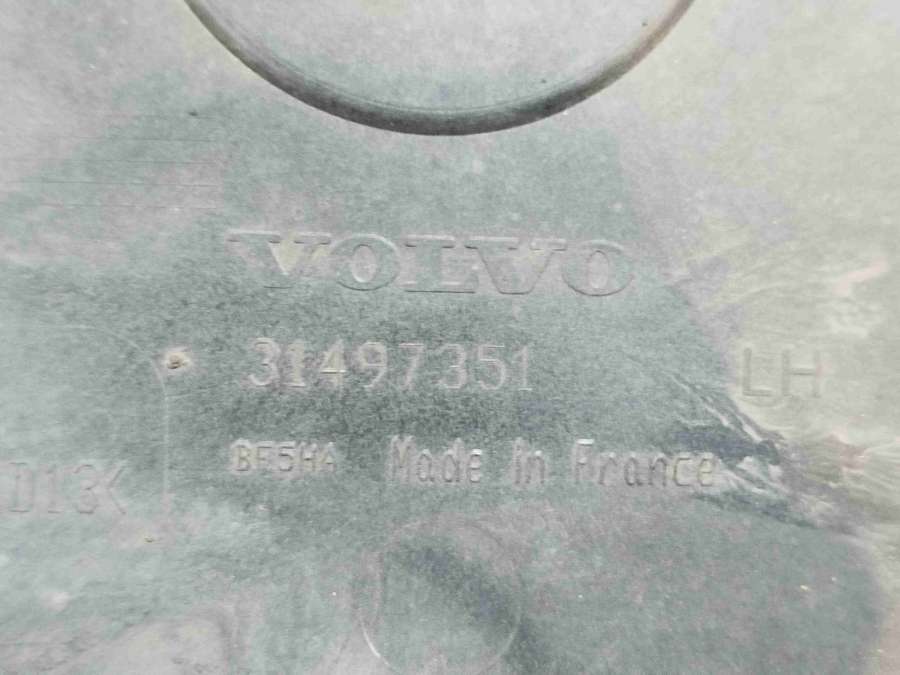 VOLVO
31497351
LH
BF5HA Made in France
D13K